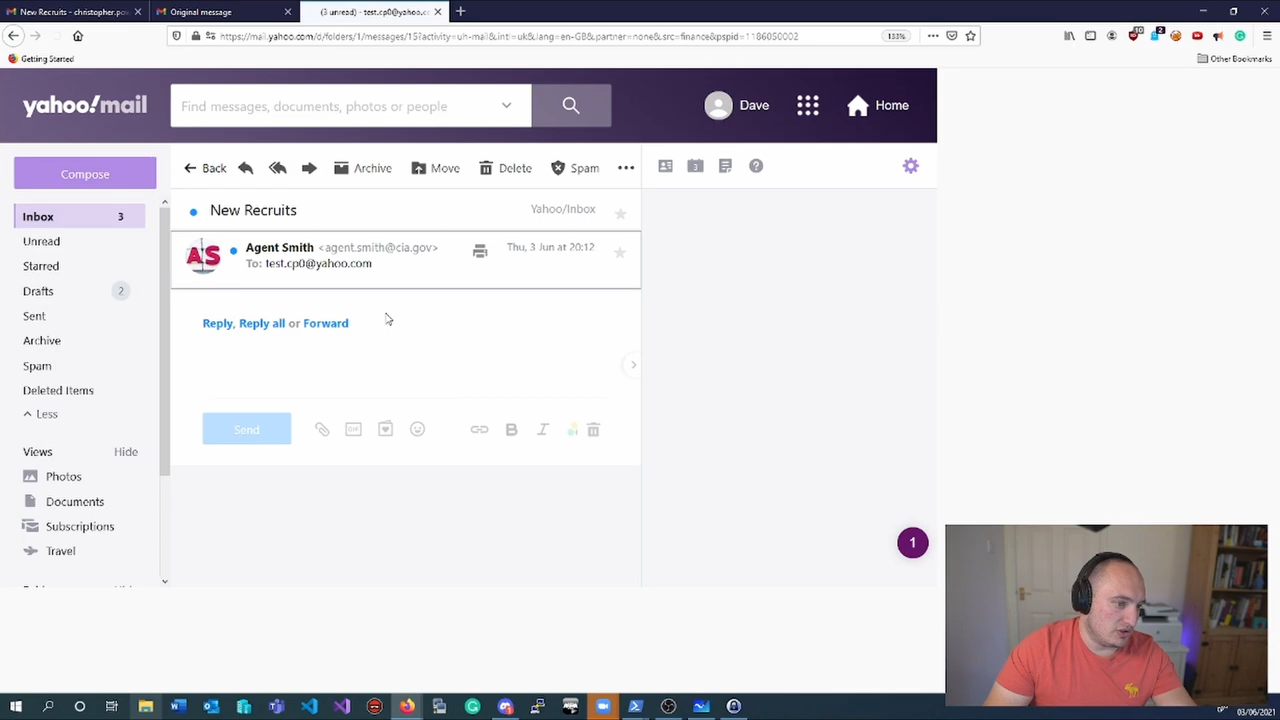 New Recruits - christopher.pow
Original message
(3 unread) - test.cp0@yahoo.c
https://mail.yahoo.com/d/folders/1/messages/15?activity=uh-mail&intl=uk&lang=en-GB&partner=none&src=finance&pspid=1186050002
133%
10
2
Getting Started
Other Bookmarks
yahoo!mail
Find messages, documents, photos or people
Dave
Home
Compose
Back
Archive
Move
Delete
Spam
3
Inbox 3
New Recruits
Yahoo/Inbox
Unread
AS
Agent Smith <agent.smith@cia.gov>
Thu, 3 Jun at 20:12
To: test.cp0@yahoo.com
Starred
Drafts 2
Sent
Reply, Reply all or Forward
Archive
Spam
Deleted Items
Less
Send
GIF
B
I
Views Hide
Photos
Documents
Subscriptions
Travel
1
03/06/2021